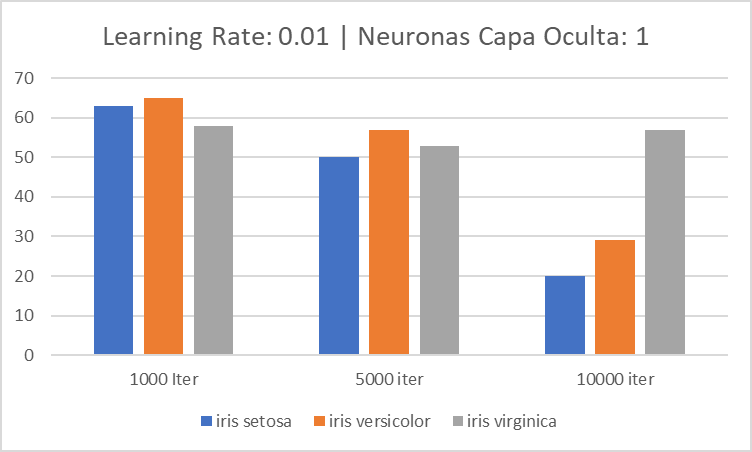 Learning Rate: 0.01 | Neuronas Capa Oculta: 1
70
60
50
40
30
20
10
0
1000 Iter 5000 iter 10000 iter
iris setosa iris versicolor iris virginica